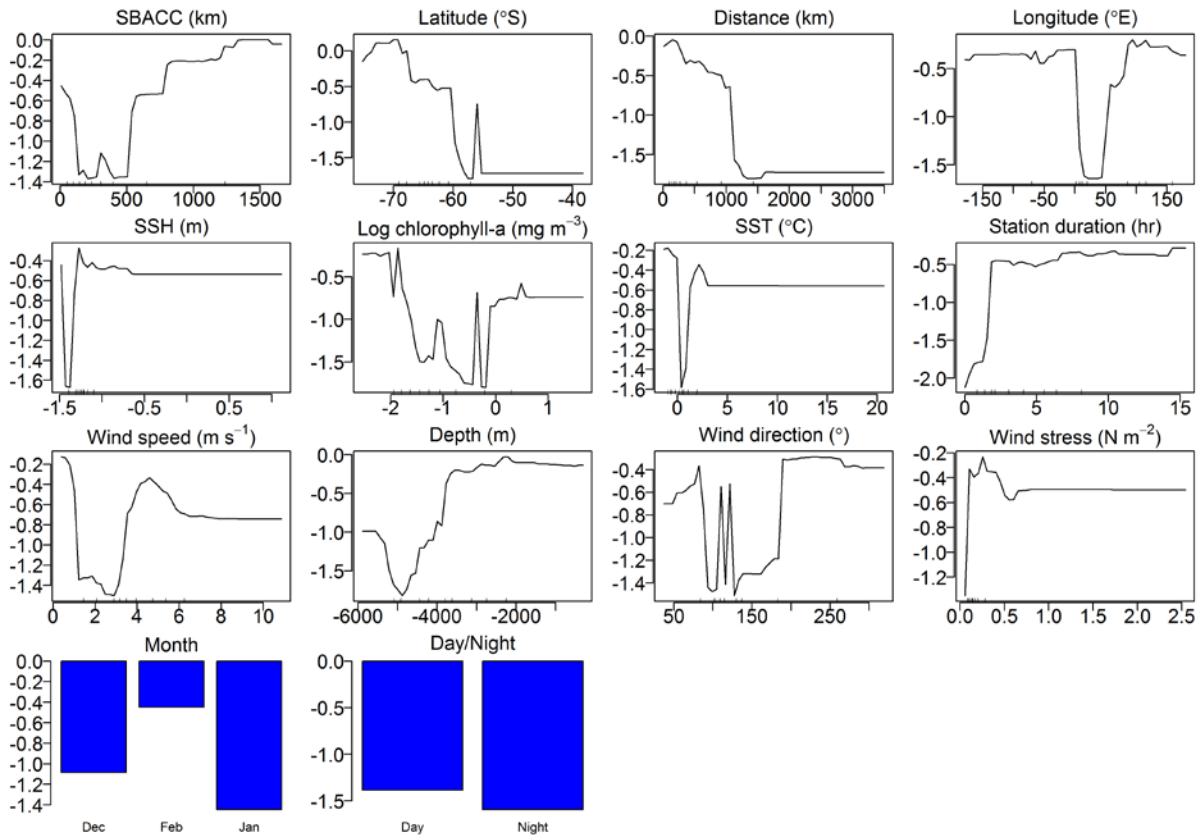 SBACC (km)
0.0
-0.2
-0.4
-0.6
-0.8
-1.0
-1.2
-1.4
0 500 1000 1500
Latitude (°S)
0.0
-0.5
-1.0
-1.5
-70 -60 -50 -40
Distance (km)
0.0
-0.5
-1.0
-1.5
0 1000 2000 3000
Longitude (°E)
-0.5
-1.0
-1.5
-150 -50 50 150
SSH (m)
-0.4
-0.6
-0.8
-1.0
-1.2
-1.4
-1.6
-1.5 -0.5 0.5
Log chlorophyll-a (mg m⁻³)
-0.5
-1.0
-1.5
-2 -1 0 1
SST (°C)
-0.2
-0.4
-0.6
-0.8
-1.0
-1.2
-1.4
-1.6
0 5 10 15 20
Station duration (hr)
-0.5
-1.0
-1.5
-2.0
0 5 10 15
Wind speed (m s⁻¹)
-0.2
-0.4
-0.6
-0.8
-1.0
-1.2
-1.4
0 2 4 6 8 10
Depth (m)
0.0
-0.5
-1.0
-1.5
-6000 -4000 -2000
Wind direction (°)
-0.4
-0.6
-0.8
-1.0
-1.2
-1.4
50 150 250
Wind stress (N m⁻²)
-0.2
-0.4
-0.6
-0.8
-1.0
-1.2
0.0 0.5 1.0 1.5 2.0 2.5
Month
0.0
-0.2
-0.4
-0.6
-0.8
-1.0
-1.2
-1.4
Dec Feb Jan
Day/Night
0.0
-0.5
-1.0
-1.5
Day Night